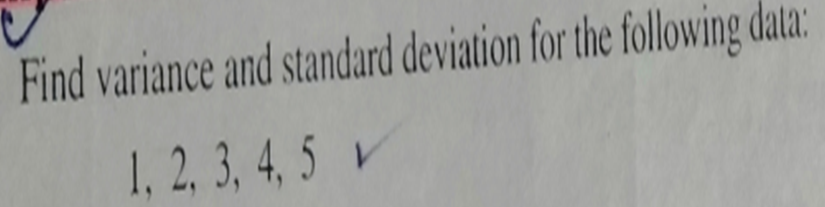 Find variance and standard deviation for the following data:
1, 2, 3, 4, 5